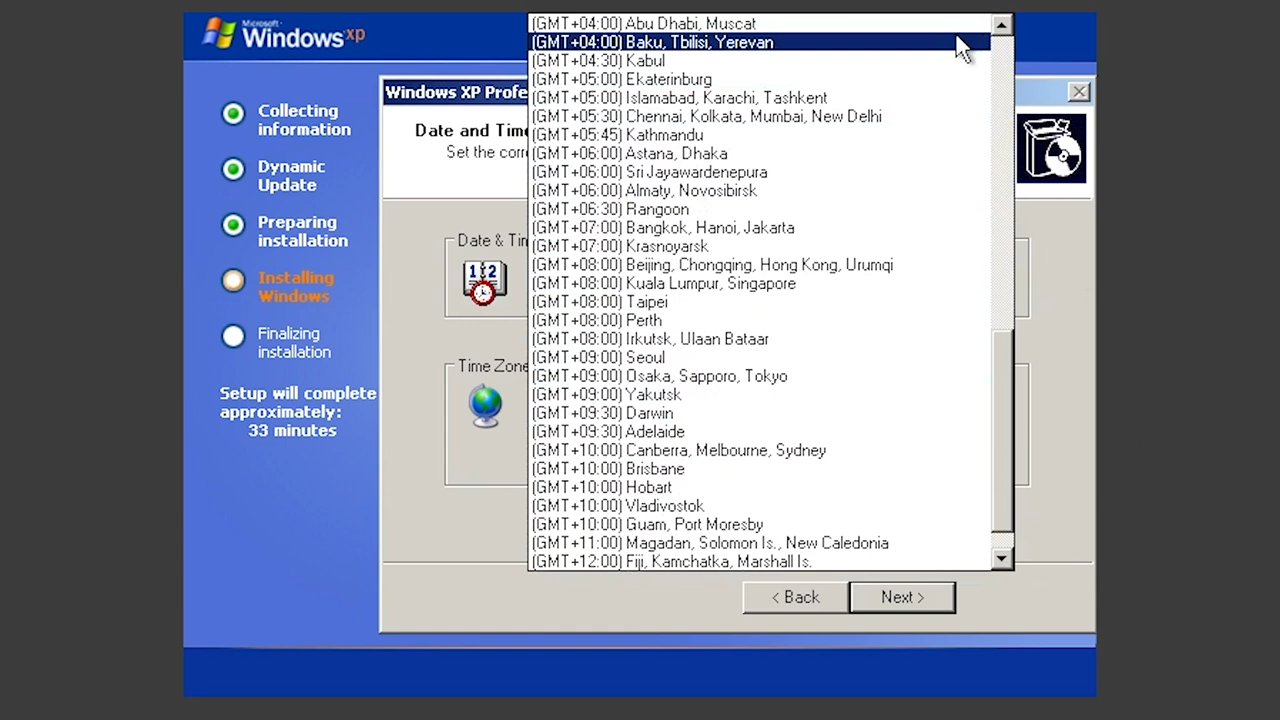 Microsoft
Windows xp
Collecting
information
Dynamic
Update
Preparing
installation
Installing
Windows
Finalizing
installation
Setup will complete
approximately:
33 minutes
Windows XP Profe
Date and Time
Set the corre
Date & Tim
1 2
Time Zone
(GMT+04:00) Abu Dhabi, Muscat
(GMT+04:00) Baku, Tbilisi, Yerevan
(GMT+04:30) Kabul
(GMT+05:00) Ekaterinburg
(GMT+05:00) Islamabad, Karachi, Tashkent
(GMT+05:30) Chennai, Kolkata, Mumbai, New Delhi
(GMT+05:45) Kathmandu
(GMT+06:00) Astana, Dhaka
(GMT+06:00) Sri Jayawardenepura
(GMT+06:00) Almaty, Novosibirsk
(GMT+06:30) Rangoon
(GMT+07:00) Bangkok, Hanoi, Jakarta
(GMT+07:00) Krasnoyarsk
(GMT+08:00) Beijing, Chongqing, Hong Kong, Urumqi
(GMT+08:00) Kuala Lumpur, Singapore
(GMT+08:00) Taipei
(GMT+08:00) Perth
(GMT+08:00) Irkutsk, Ulaan Bataar
(GMT+09:00) Seoul
(GMT+09:00) Osaka, Sapporo, Tokyo
(GMT+09:00) Yakutsk
(GMT+09:30) Darwin
(GMT+09:30) Adelaide
(GMT+10:00) Canberra, Melbourne, Sydney
(GMT+10:00) Brisbane
(GMT+10:00) Hobart
(GMT+10:00) Vladivostok
(GMT+10:00) Guam, Port Moresby
(GMT+11:00) Magadan, Solomon Is., New Caledonia
(GMT+12:00) Fiji, Kamchatka, Marshall Is.
< Back
Next >